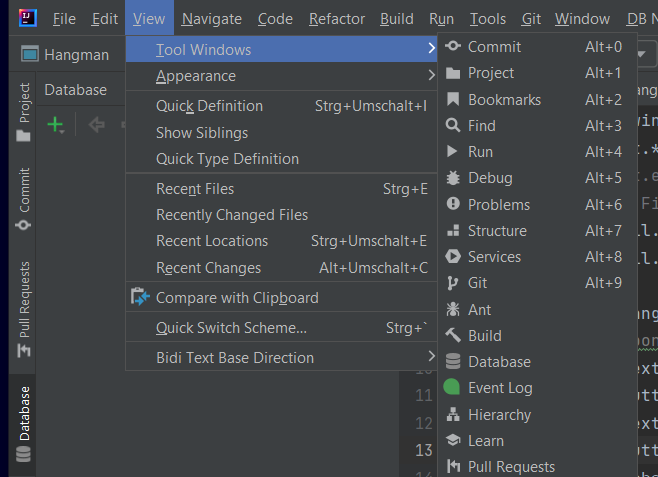 IJ
File Edit View Navigate Code Refactor Build Run Tools Git Window DB N
Hangman
Project
Commit
Pull Requests
Database
Database
Tool Windows
Appearance
Quick Definition Strg+Umschalt+I
Show Siblings
Quick Type Definition
Recent Files Strg+E
Recently Changed Files
Recent Locations Strg+Umschalt+E
Recent Changes Alt+Umschalt+C
Compare with Clipboard
Quick Switch Scheme... Strg+`
Bidi Text Base Direction
Commit Alt+0
Project Alt+1
Bookmarks Alt+2
Find Alt+3
Run Alt+4
Debug Alt+5
Problems Alt+6
Structure Alt+7
Services Alt+8
Git Alt+9
Ant
Build
Database
Event Log
Hierarchy
Learn
Pull Requests
11
12
13